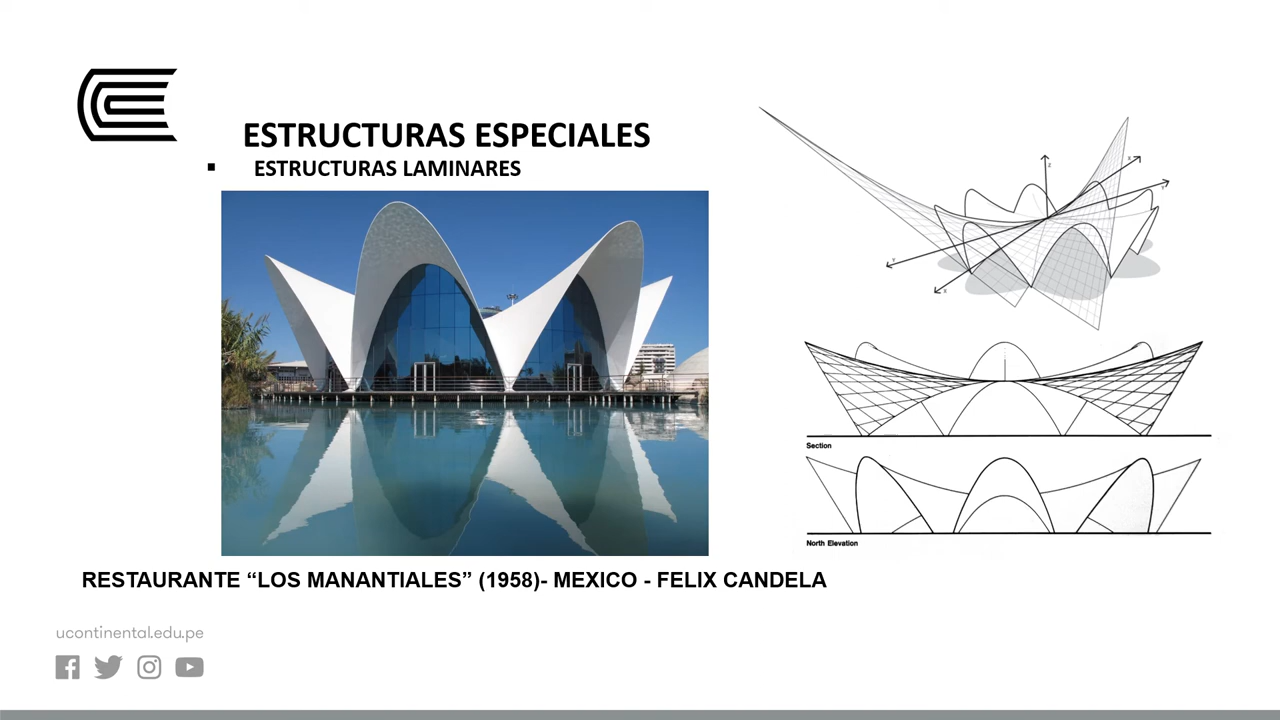 ESTRUCTURAS ESPECIALES
▪ ESTRUCTURAS LAMINARES
Z
X
Y
Y
X
Section
North Elevation
RESTAURANTE “LOS MANANTIALES” (1958)- MEXICO - FELIX CANDELA
ucontinental.edu.pe